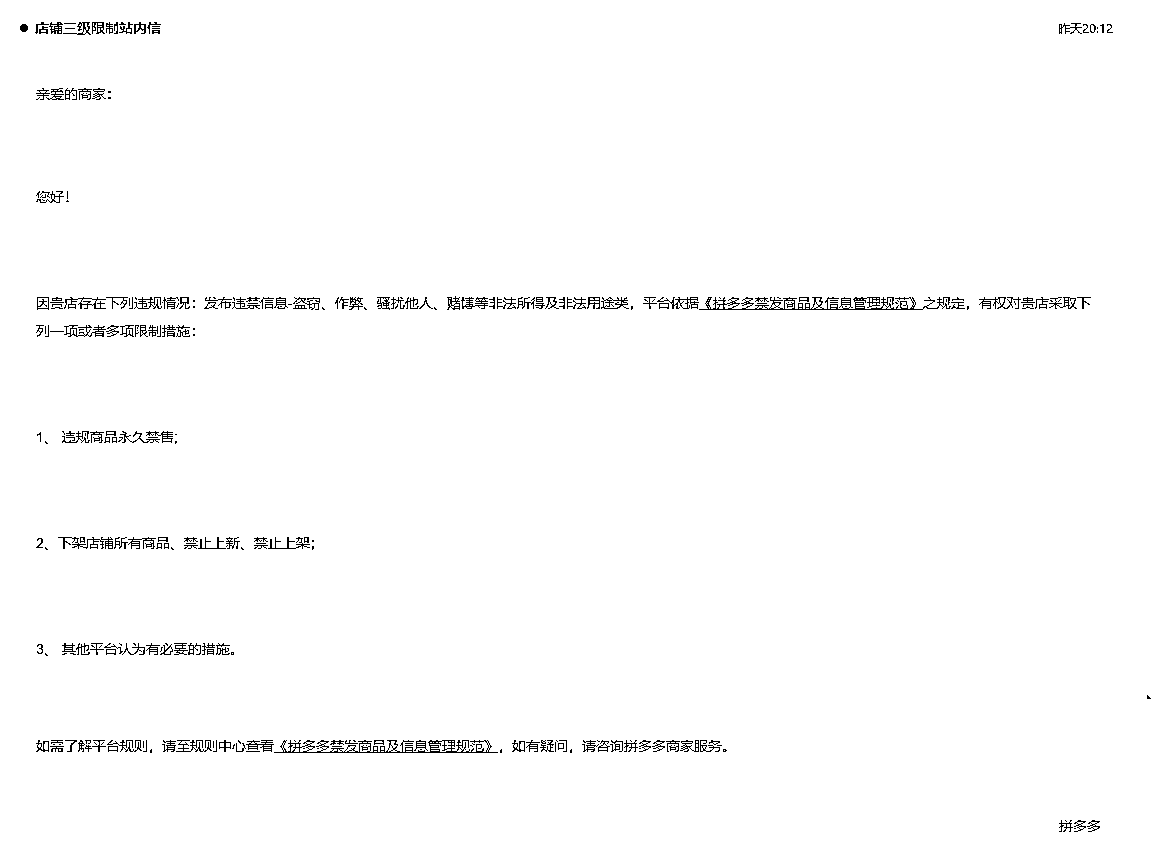 ● 店铺三级限制站内信
昨天20:12
亲爱的商家：
您好！
因贵店存在下列违规情况：发布违禁信息-盗窃、作弊、骚扰他人、赌博等非法所得及非法用途类，平台依据《拼多多禁发商品及信息管理规范》之规定，有权对贵店采取下
列一项或者多项限制措施：
1、 违规商品永久禁售;
2、下架店铺所有商品、禁止上新、禁止上架;
3、 其他平台认为有必要的措施。
如需了解平台规则，请至规则中心查看《拼多多禁发商品及信息管理规范》，如有疑问，请咨询拼多多商家服务。
拼多多